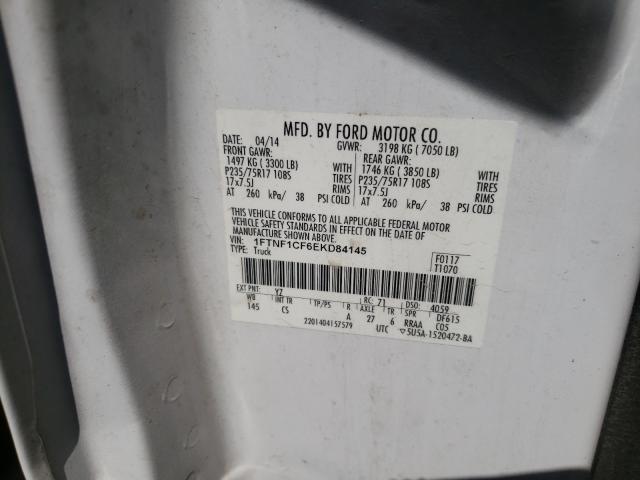 MFD. BY FORD MOTOR CO.
DATE: 04/14 GVWR: 3198 KG ( 7050 LB)
FRONT GAWR: REAR GAWR:
1497 KG ( 3300 LB) WITH 1746 KG ( 3850 LB) WITH
P235/75R17 108S TIRES P235/75R17 108S TIRES
17x7.5J RIMS 17x7.5J RIMS
AT 260 kPa/ 38 PSI COLD AT 260 kPa/ 38 PSI COLD
THIS VEHICLE CONFORMS TO ALL APPLICABLE FEDERAL MOTOR
VEHICLE SAFETY STANDARDS IN EFFECT ON THE DATE OF
MANUFACTURE SHOWN ABOVE.
VIN: 1FTNF1CF6EKD84145 F0117
TYPE: Truck T1070
EXT PNT: YZ RC: 71 DSO: 4059
WB INT TR TP/PS R AXLE TR SPR DF615
145 CS A 27 6 RRAA C05
2201404157579 UTC ▽5U5A-1520472-BA